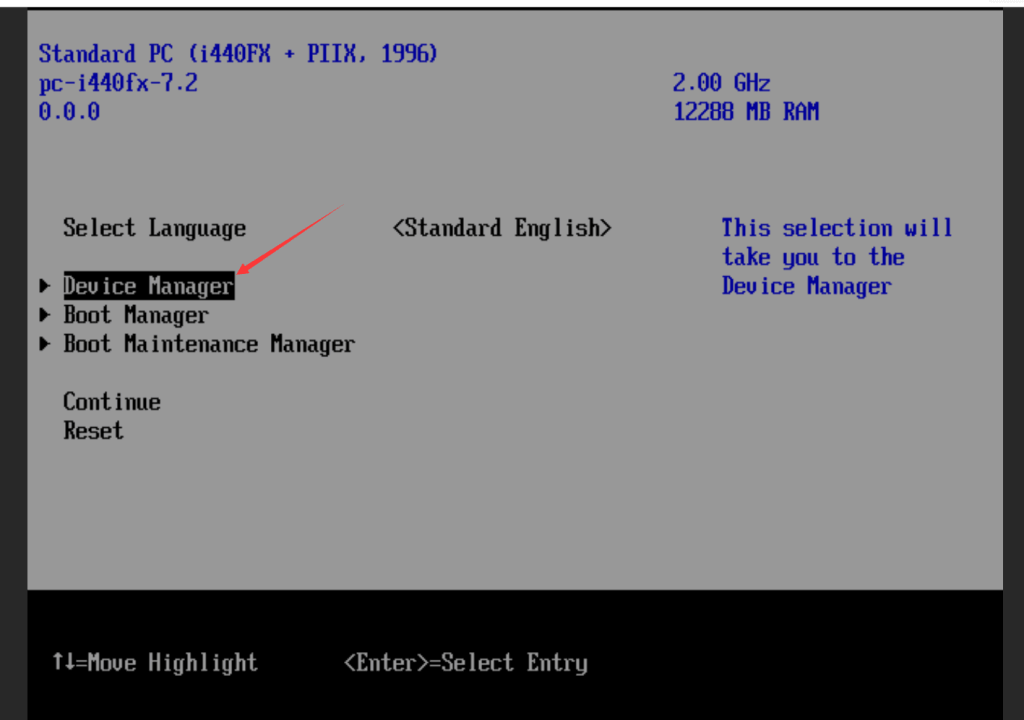 Standard PC (i440FX + PIIX, 1996)
pc-i440fx-7.2 2.00 GHz
0.0.0 12288 MB RAM
Select Language <Standard English> This selection will
take you to the
Device Manager Device Manager
Boot Manager
Boot Maintenance Manager
Continue
Reset
↑↓=Move Highlight <Enter>=Select Entry